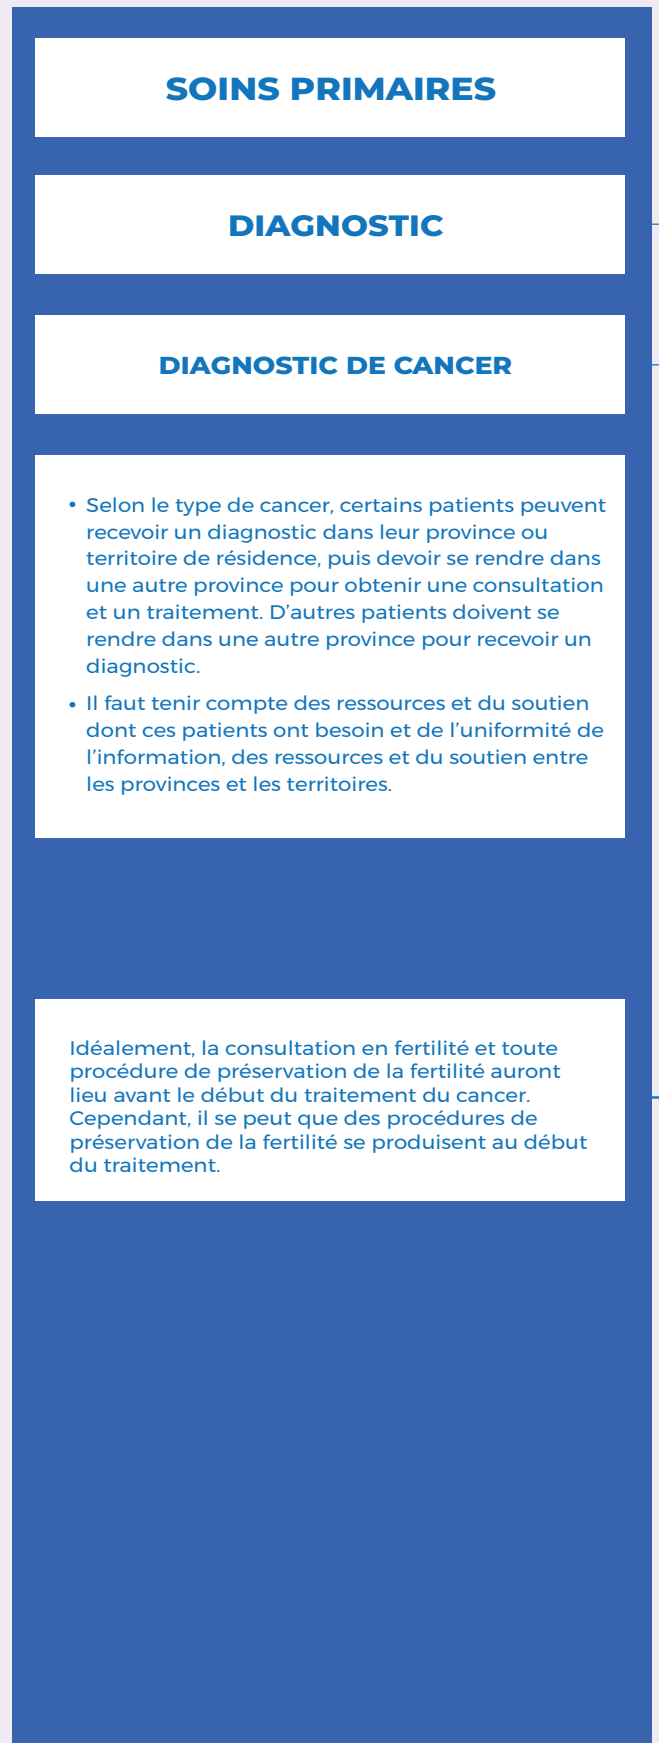 SOINS PRIMAIRES
DIAGNOSTIC
DIAGNOSTIC DE CANCER
• Selon le type de cancer, certains patients peuvent
recevoir un diagnostic dans leur province ou
territoire de résidence, puis devoir se rendre dans
une autre province pour obtenir une consultation
et un traitement. D’autres patients doivent se
rendre dans une autre province pour recevoir un
diagnostic.
• Il faut tenir compte des ressources et du soutien
dont ces patients ont besoin et de l’uniformité de
l’information, des ressources et du soutien entre
les provinces et les territoires.
Idéalement, la consultation en fertilité et toute
procédure de préservation de la fertilité auront
lieu avant le début du traitement du cancer.
Cependant, il se peut que des procédures de
préservation de la fertilité se produisent au début
du traitement.